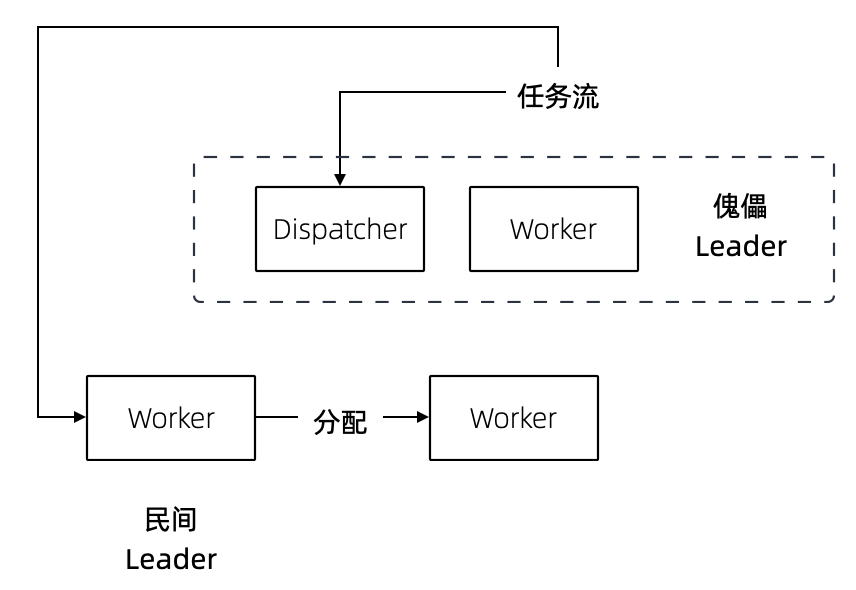 任务流
Dispatcher
Worker
傀儡
Leader
Worker
分配
Worker
民间
Leader